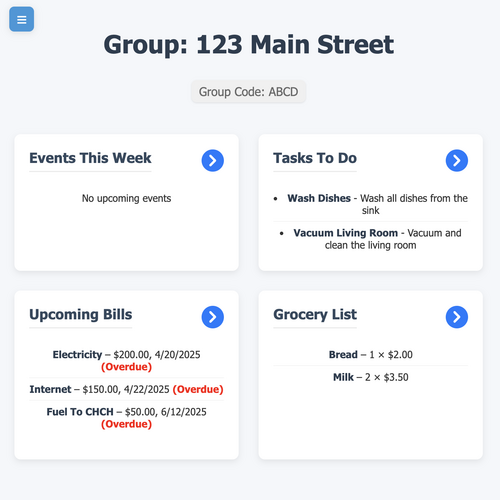 Group: 123 Main Street
Group Code: ABCD
Events This Week
No upcoming events
Tasks To Do
• Wash Dishes - Wash all dishes from the
sink
• Vacuum Living Room - Vacuum and
clean the living room
Upcoming Bills
Electricity – $200.00, 4/20/2025
(Overdue)
Internet – $150.00, 4/22/2025 (Overdue)
Fuel To CHCH – $50.00, 6/12/2025
(Overdue)
Grocery List
Bread – 1 × $2.00
Milk – 2 × $3.50